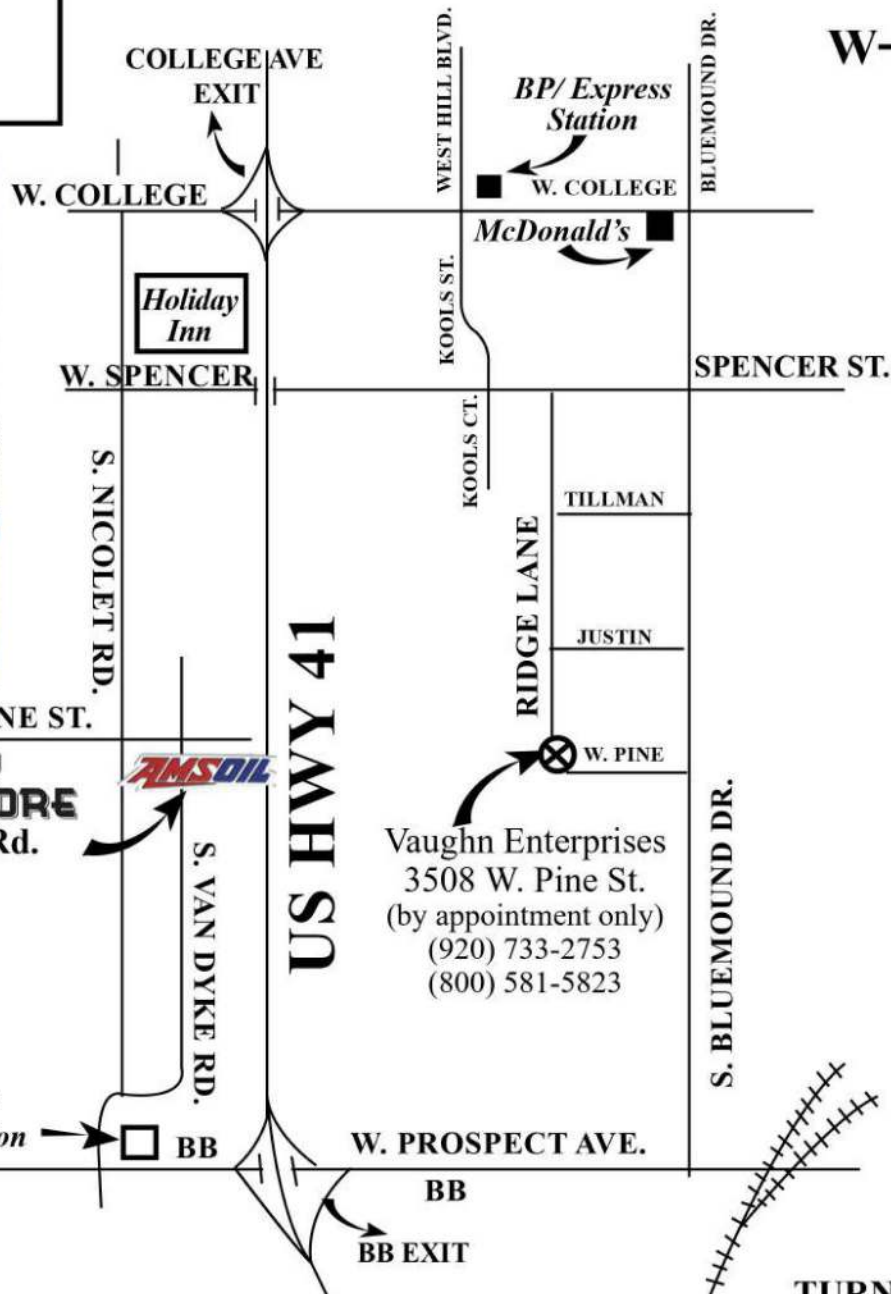 W-
COLLEGE AVE
EXIT
WEST HILL BLVD.
BP/ Express
Station
BLUEMOUND DR.
W. COLLEGE
W. COLLEGE
McDonald's
Holiday
Inn
KOOLS ST.
W. SPENCER
SPENCER ST.
KOOLS CT.
S. NICOLET RD.
TILLMAN
RIDGE LANE
JUSTIN
US HWY 41
NE ST.
AMSOIL
W. PINE
ORE
Rd.
Vaughn Enterprises
3508 W. Pine St.
(by appointment only)
(920) 733-2753
(800) 581-5823
S. VAN DYKE RD.
S. BLUEMOUND DR.
on
BB
W. PROSPECT AVE.
BB
BB EXIT
TURN